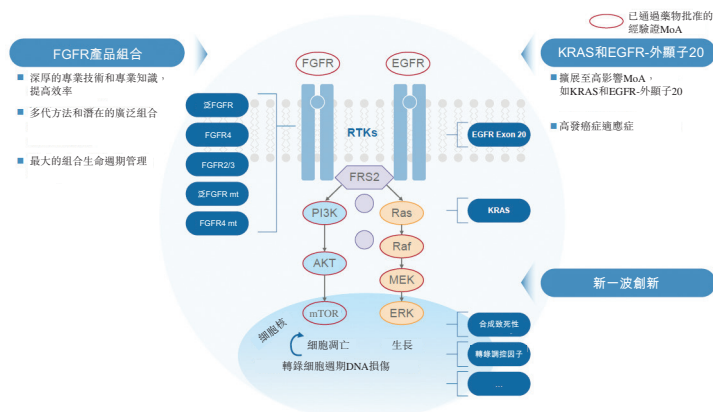 已通過藥物批准的
經驗證MoA
FGFR產品組合
深厚的專業技術和專業知識，
提高效率
多代方法和潛在的廣泛組合
最大的組合生命週期管理
泛FGFR
FGFR4
FGFR2/3
泛FGFR mt
FGFR4 mt
FGFR
EGFR
RTKs
FRS2
PI3K
Ras
Raf
AKT
MEK
mTOR
ERK
細胞核
細胞凋亡
生長
轉錄細胞週期DNA損傷
KRAS和EGFR-外顯子20
擴展至高影響MoA，
如KRAS和EGFR-外顯子20
高發癌症適應症
EGFR Exon 20
KRAS
新一波創新
合成致死性
轉錄調控因子
...